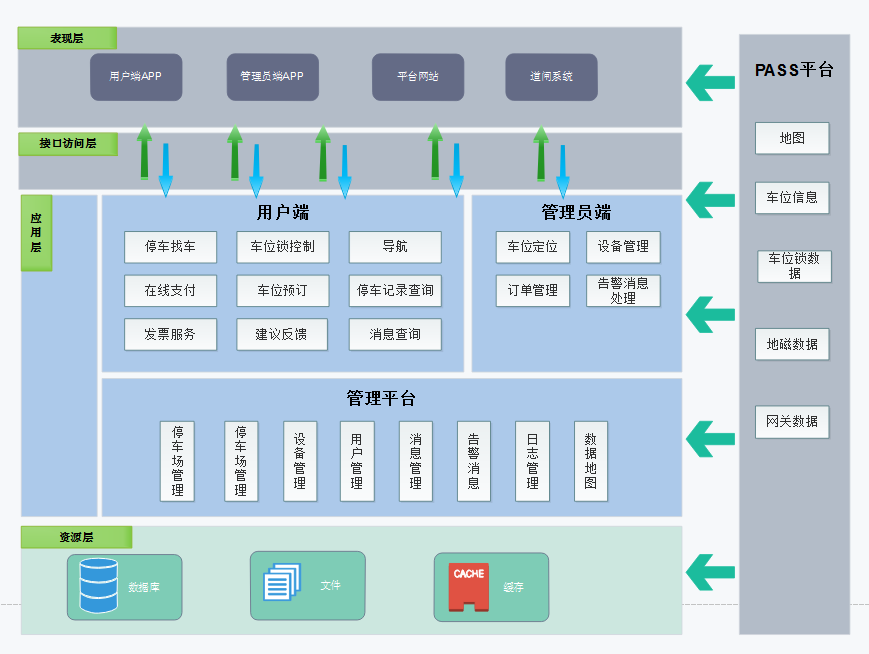 表现层
用户端APP
管理员端APP
平台网站
道闸系统
接口访问层
应
用
层
用户端
停车找车
车位锁控制
导航
在线支付
车位预订
停车记录查询
发票服务
建议反馈
消息查询
管理员端
车位定位
设备管理
订单管理
告警消息
处理
管理平台
停
车
场
管
理
停
车
场
管
理
设
备
管
理
用
户
管
理
消
息
管
理
告
警
消
息
日
志
管
理
数
据
地
图
资源层
数据库
文件
CACHE
缓存
PASS平台
地图
车位信息
车位锁数
据
地磁数据
网关数据